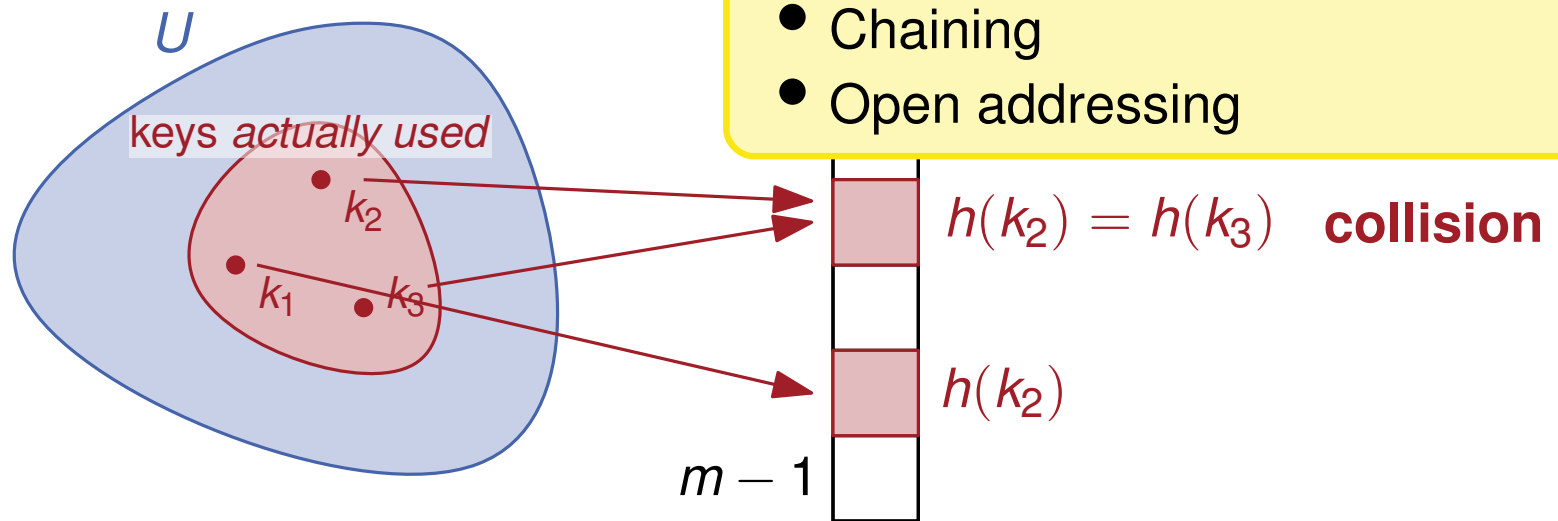 U
• Chaining
• Open addressing
keys actually used
k₂
k₁
k₃
h(k₂) = h(k₃) collision
h(k₂)
m − 1